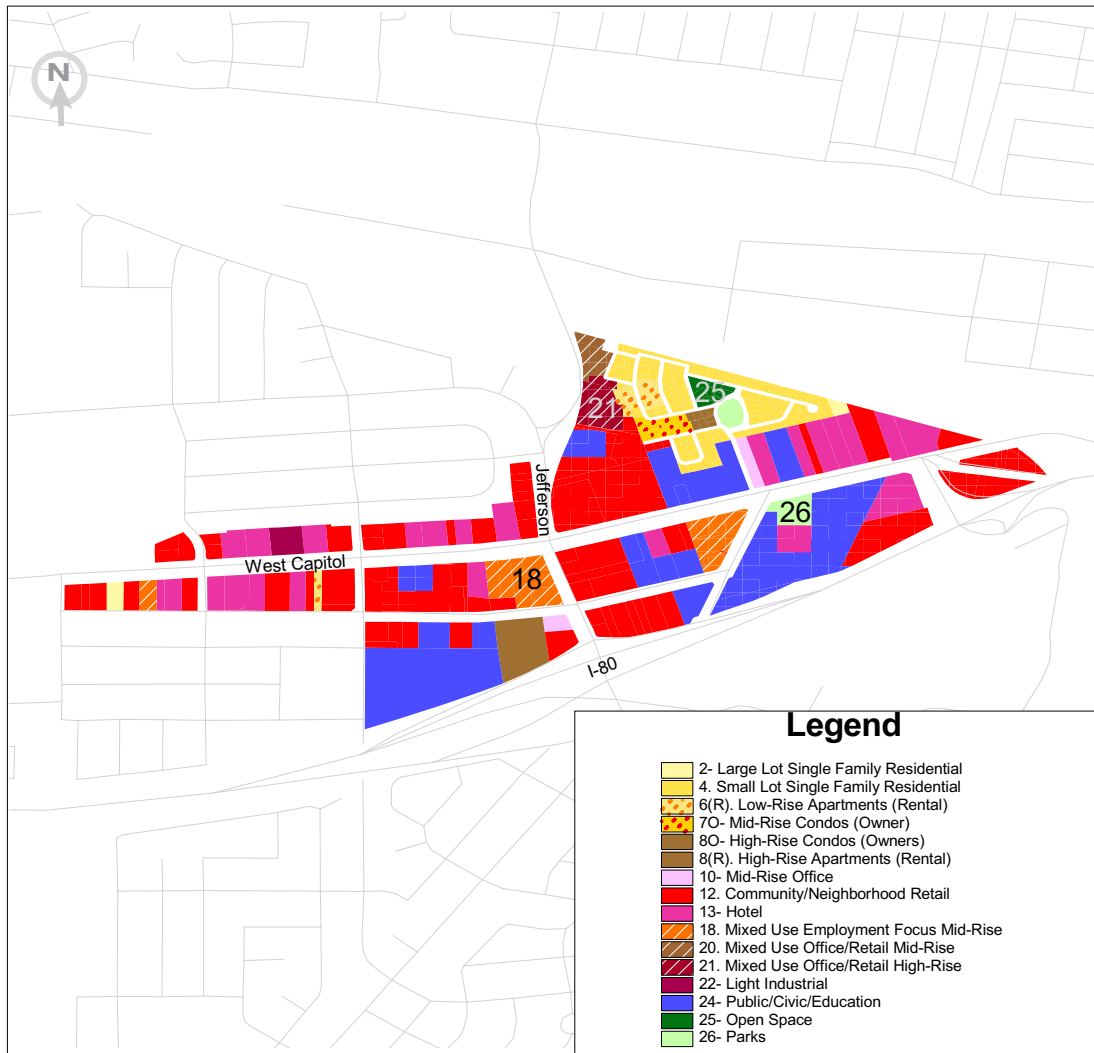 N
25
21
Jefferson
26
West Capitol
18
I-80
Legend
2- Large Lot Single Family Residential
4. Small Lot Single Family Residential
6(R). Low-Rise Apartments (Rental)
7O- Mid-Rise Condos (Owner)
8O- High-Rise Condos (Owners)
8(R). High-Rise Apartments (Rental)
10- Mid-Rise Office
12. Community/Neighborhood Retail
13- Hotel
18. Mixed Use Employment Focus Mid-Rise
20. Mixed Use Office/Retail Mid-Rise
21. Mixed Use Office/Retail High-Rise
22- Light Industrial
24- Public/Civic/Education
25- Open Space
26- Parks